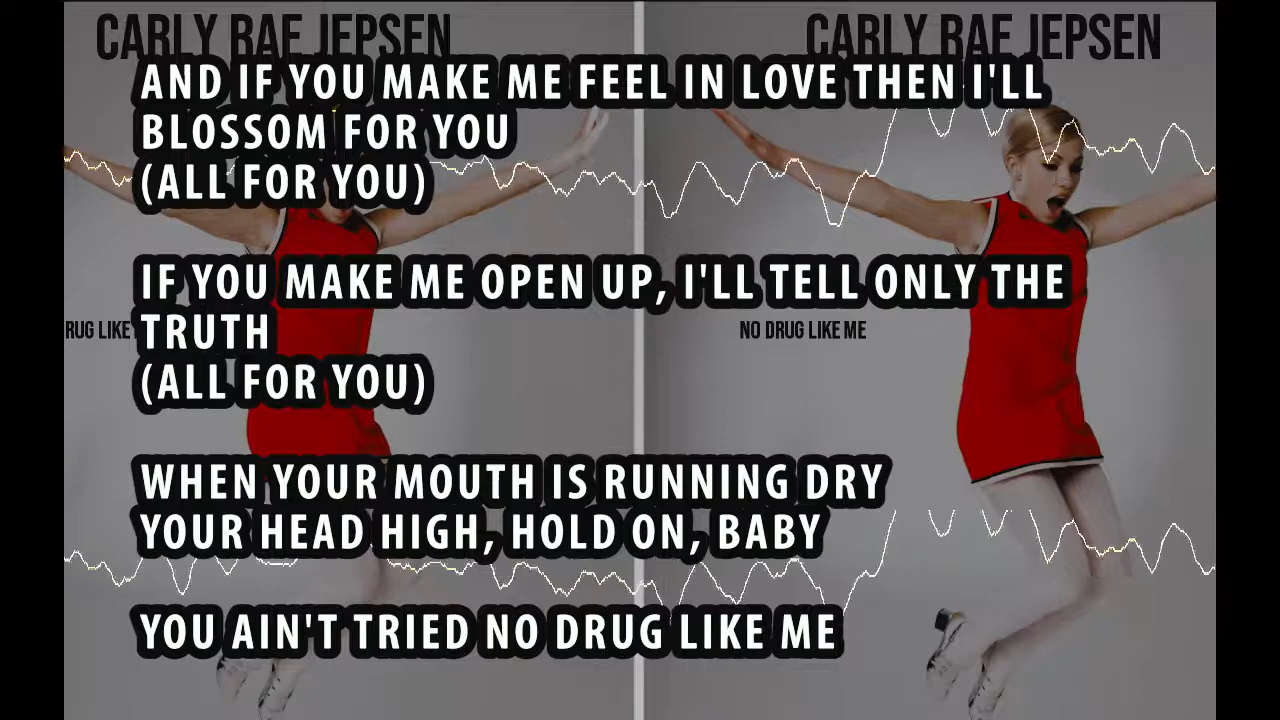 CARLY RAE JEPSEN CARLY RAE JEPSEN
AND IF YOU MAKE ME FEEL IN LOVE THEN I'LL
BLOSSOM FOR YOU
(ALL FOR YOU)
IF YOU MAKE ME OPEN UP, I'LL TELL ONLY THE
RUG LIKE TRUTH NO DRUG LIKE ME
(ALL FOR YOU)
WHEN YOUR MOUTH IS RUNNING DRY
YOUR HEAD HIGH, HOLD ON, BABY
YOU AIN'T TRIED NO DRUG LIKE ME